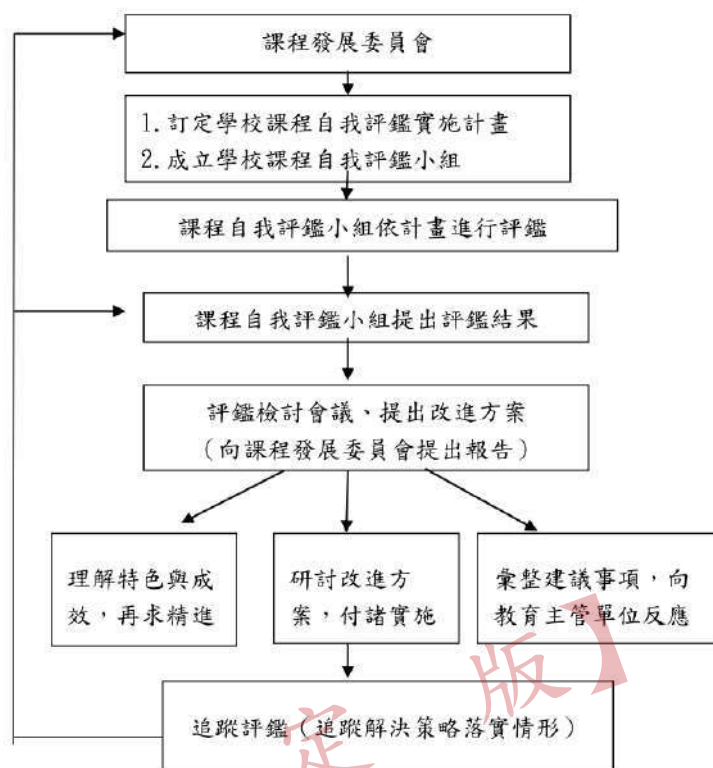 課程發展委員會
1.訂定學校課程自我評鑑實施計畫
2.成立學校課程自我評鑑小組
課程自我評鑑小組依計畫進行評鑑
課程自我評鑑小組提出評鑑結果
評鑑檢討會議、提出改進方案
(向課程發展委員會提出報告)
理解特色與成
效，再求精進
研討改進方
案，付諸實施
彙整建議事項，向
教育主管單位反應
追蹤評鑑(追蹤解決策略落實情形)
定 版】